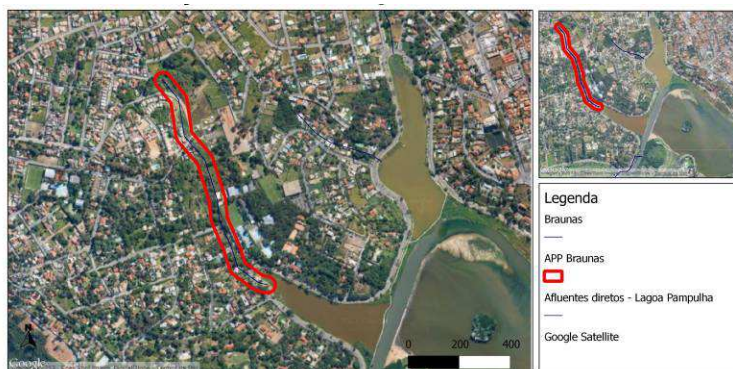 0
200
400
Google
Legenda
Braunas
APP Braunas
Afluentes diretos - Lagoa Pampulha
Google Satellite